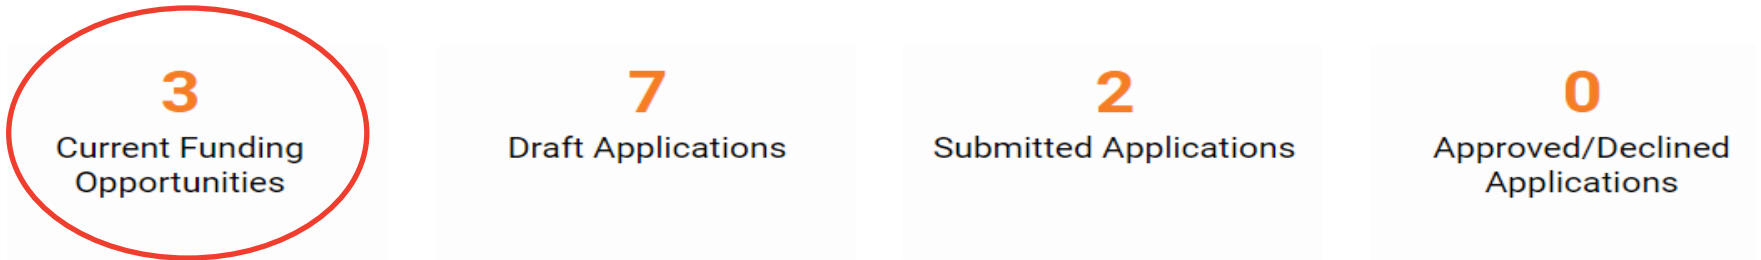 3
Current Funding
Opportunities
7
Draft Applications
2
Submitted Applications
0
Approved/Declined
Applications